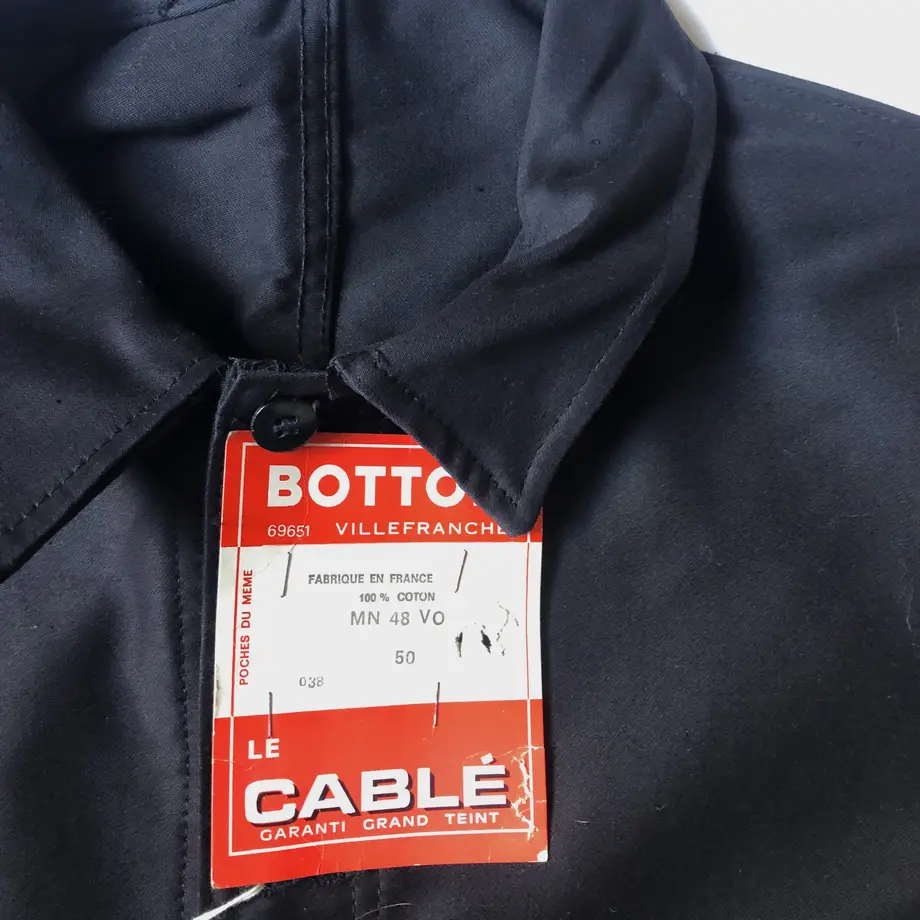 69651 VILLEFRANCHE
POCHES DU MEME
FABRIQUE EN FRANCE
100 % COTON
MN 48 VO
50
038
LE
CABLÉ
GARANTI GRAND TEINT